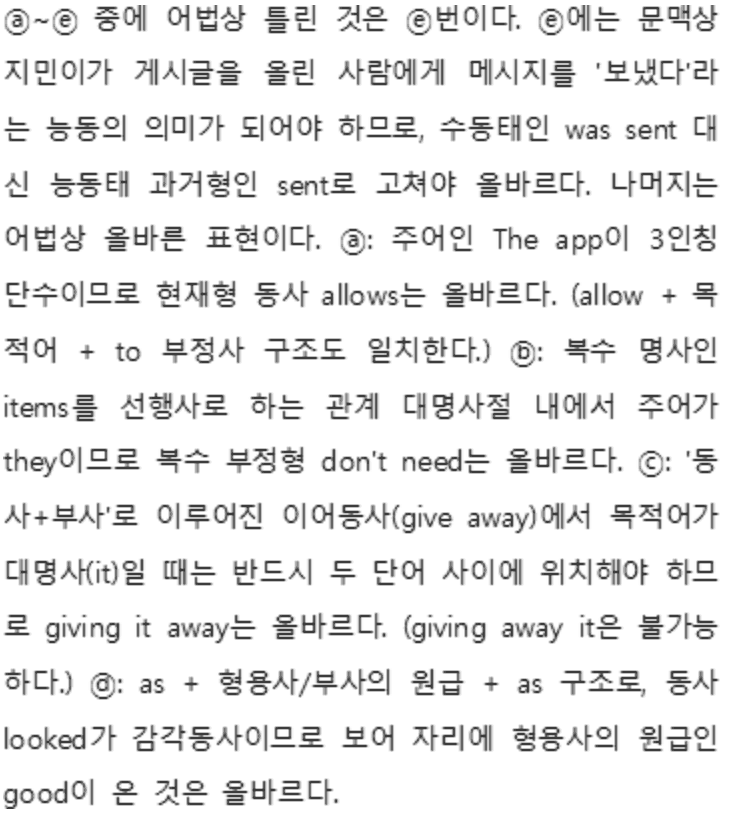 ⓐ~ⓔ 중에 어법상 틀린 것은 ⓔ번이다. ⓔ에는 문맥상
지민이가 게시글을 올린 사람에게 메시지를 '보냈다'라
는 능동의 의미가 되어야 하므로, 수동태인 was sent 대
신 능동태 과거형인 sent로 고쳐야 올바르다. 나머지는
어법상 올바른 표현이다. ⓐ: 주어인 The app이 3인칭
단수이므로 현재형 동사 allows는 올바르다. (allow + 목
적어 + to 부정사 구조도 일치한다.) ⓑ: 복수 명사인
items를 선행사로 하는 관계 대명사절 내에서 주어가
they이므로 복수 부정형 don't need는 올바르다. ⓒ: '동
사+부사'로 이루어진 이어동사(give away)에서 목적어가
대명사(it)일 때는 반드시 두 단어 사이에 위치해야 하므
로 giving it away는 올바르다. (giving away it은 불가능
하다.) ⓓ: as + 형용사/부사의 원급 + as 구조로, 동사
looked가 감각동사이므로 보어 자리에 형용사의 원급인
good이 온 것은 올바르다.